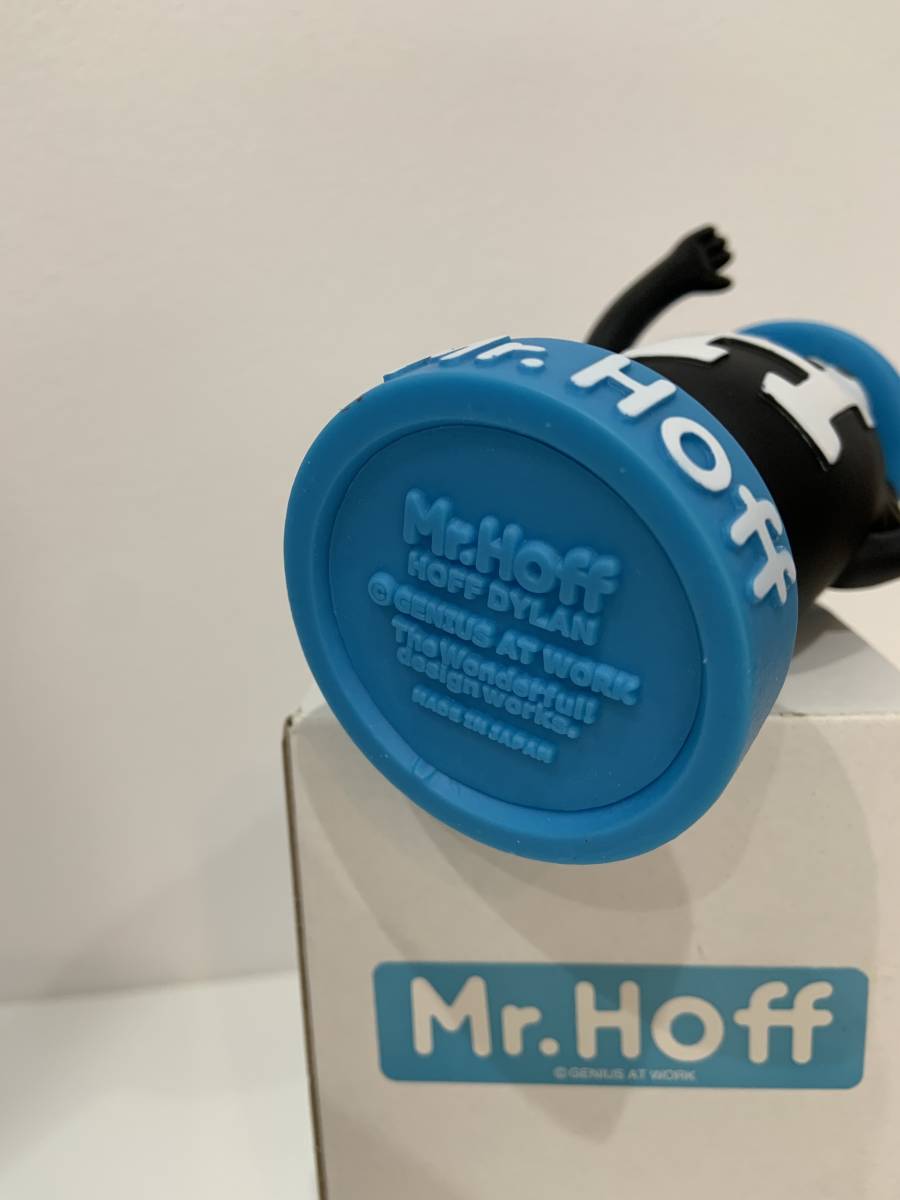 Mr. Hoff
H
Mr.Hoff
HOFF DYLAN
© GENIUS AT WORK
The Wonderful!
design works.
MADE IN JAPAN
Mr.Hoff
© GENIUS AT WORK